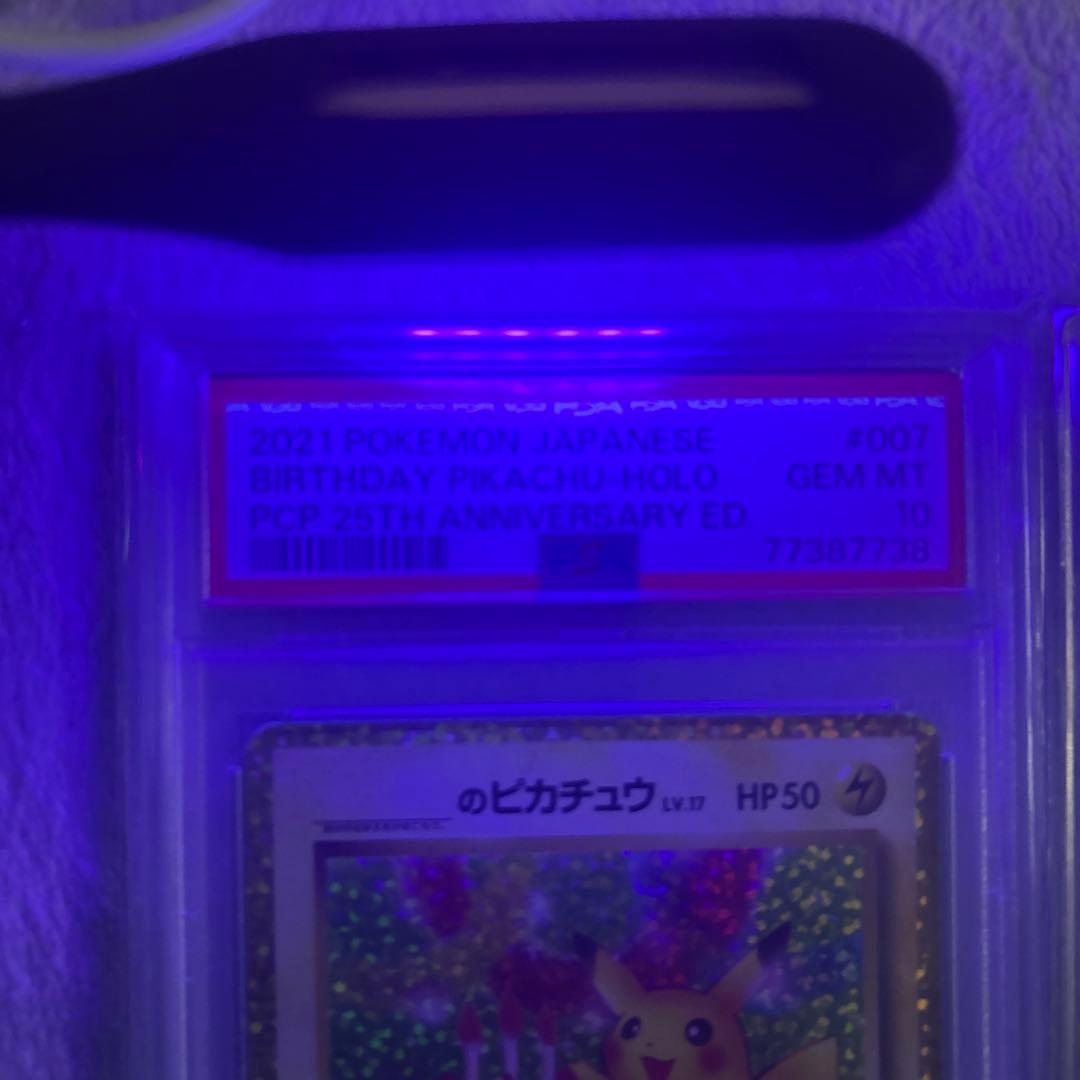 2021 POKEMON JAPANESE #007
BIRTHDAY PIKACHU-HOLO GEM MT
PCP 25TH ANNIVERSARY ED. 10
77387738
のピカチュウ LV.17 HP50